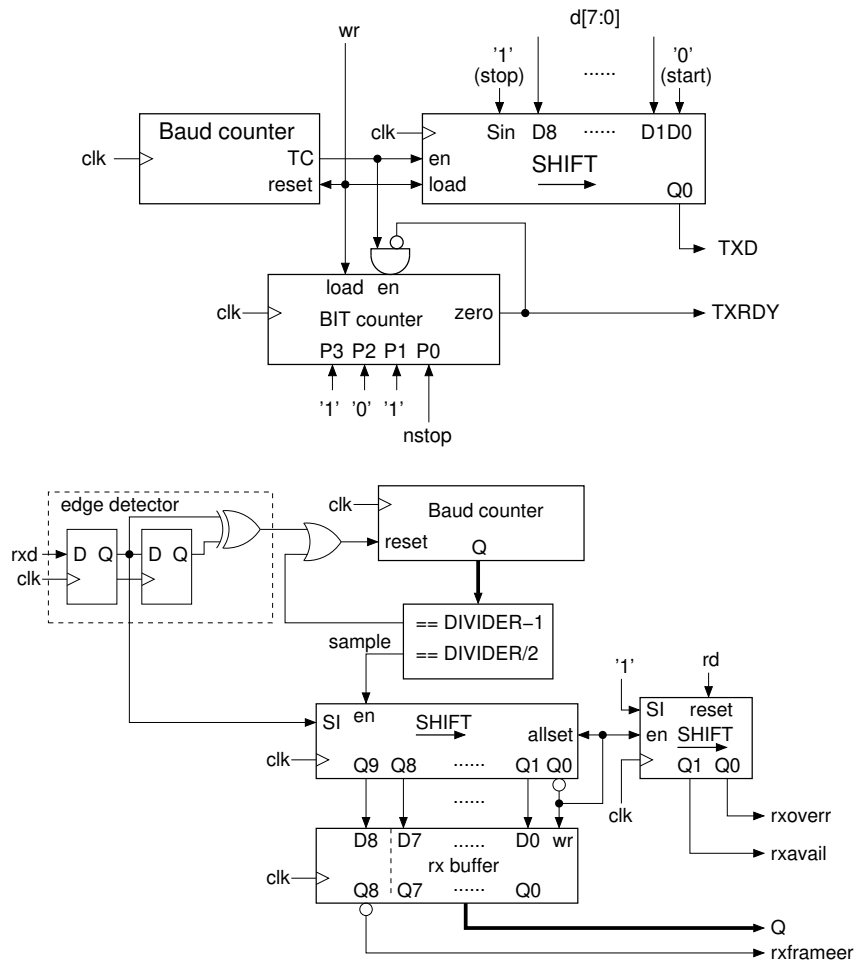 d[7:0]
wr
'1' ...... '0'
(stop) (start)
Baud counter
clk
TC
reset
clk
Sin D8 ...... D1D0
en SHIFT
load
Q0
TXD
load en
clk
BIT counter zero
TXRDY
P3 P2 P1 P0
'1' '0' '1'
nstop
edge detector
clk
Baud counter
rxd
D Q D Q
reset
Q
clk
== DIVIDER−1
sample
== DIVIDER/2
'1' rd
SI en SHIFT
allset
SI reset
en SHIFT
clk
Q9 Q8 ...... Q1 Q0
Q1 Q0
......
clk
rxoverr
D8 D7 ...... D0 wr
rxavail
rx buffer
clk
Q8 Q7 ...... Q0
Q
rxframeer